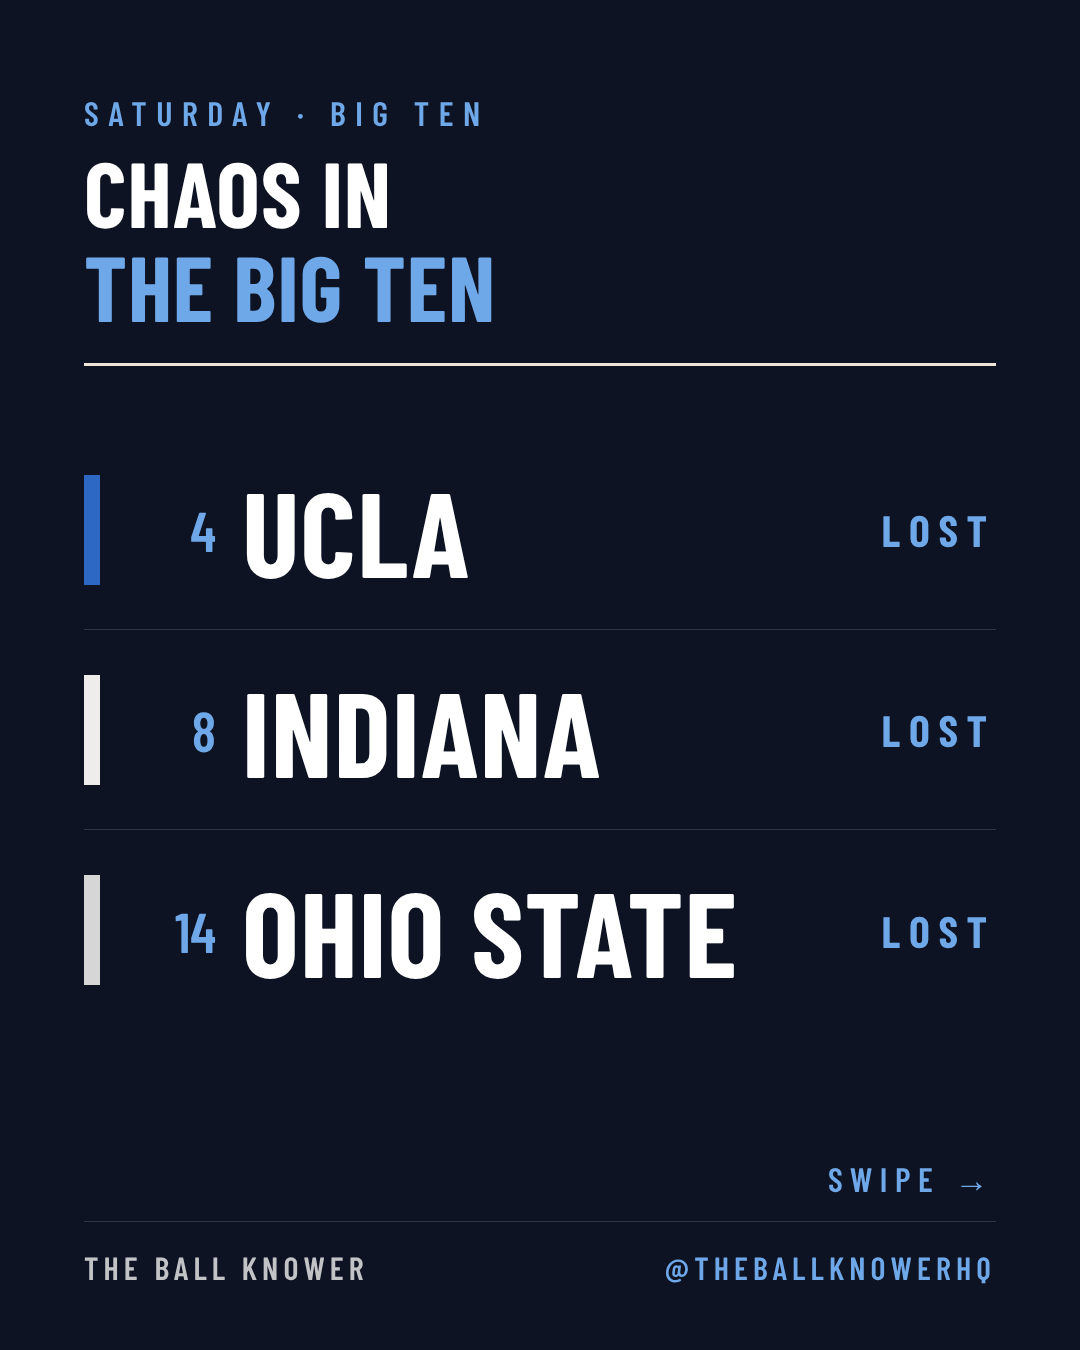 SATURDAY · BIG TEN
CHAOS IN
THE BIG TEN
4 UCLA LOST
8 INDIANA LOST
14 OHIO STATE LOST
SWIPE →
THE BALL KNOWER @THEBALLKNOWERHQ